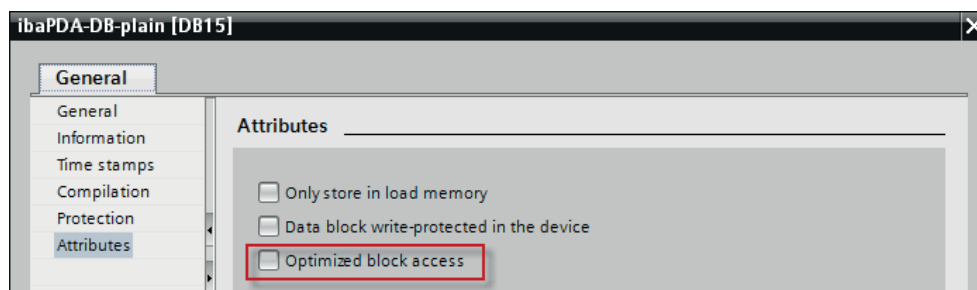 ibaPDA-DB-plain [DB15]
General
General
Information
Time stamps
Compilation
Protection
Attributes
Attributes
Only store in load memory
Data block write-protected in the device
Optimized block access